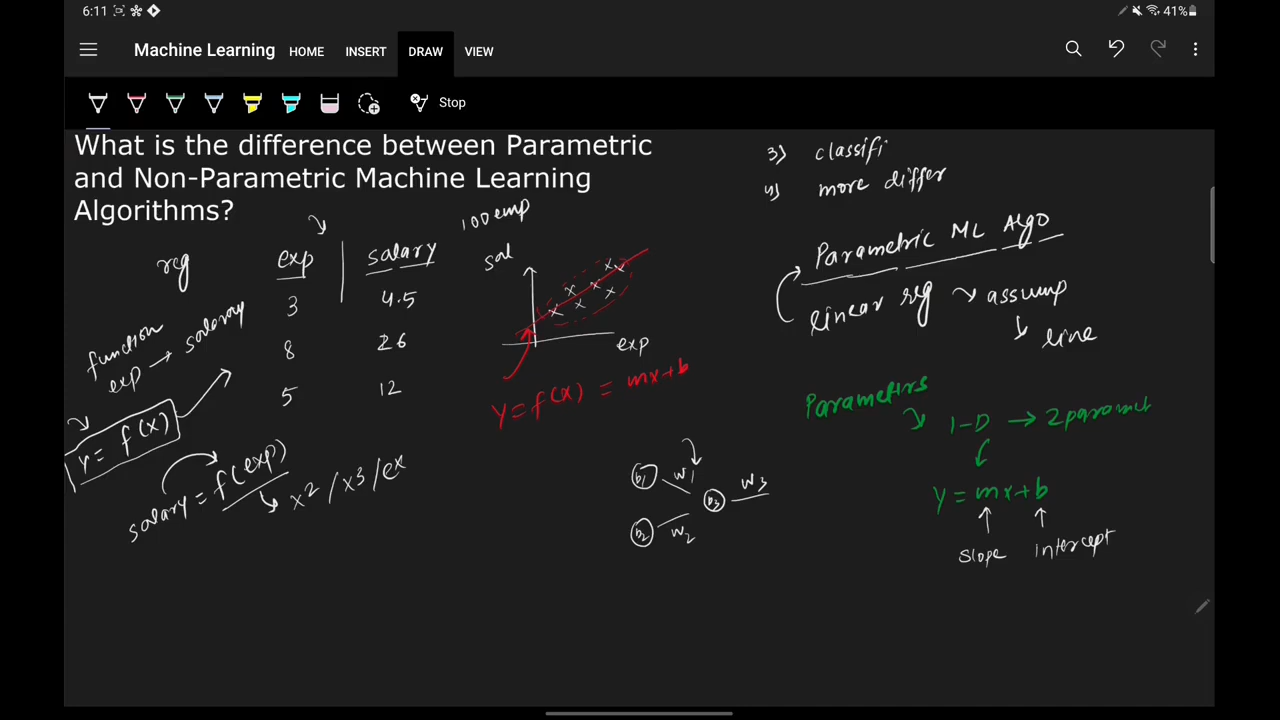 6:11
41%
Machine Learning HOME INSERT DRAW VIEW
Stop
What is the difference between Parametric
and Non-Parametric Machine Learning
Algorithms?
reg
exp salary
3 4.5
8 26
5 12
function
exp → salary
y = f(x)
salary = f(exp)
x2 / x3 / ex
100 emp
sal
exp
Y = f(x) = mx+b
b1 w1
b3 w3
b2 w2
3) classifi
4) more differ
Parametric ML Algo
linear reg → assump
line
Parameters
1-D → 2 paramet
y = mx+b
slope intercept